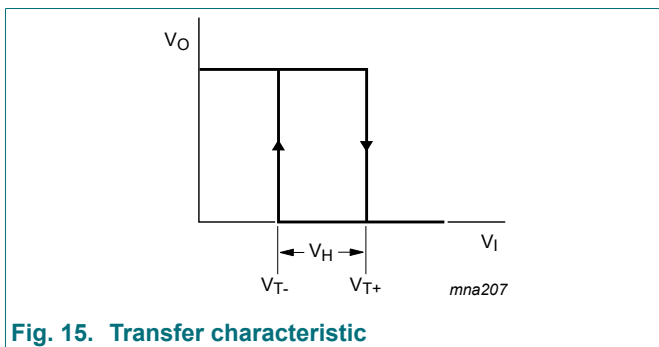 VO
VH
VI
VT-
VT+
mna207
Fig. 15. Transfer characteristic